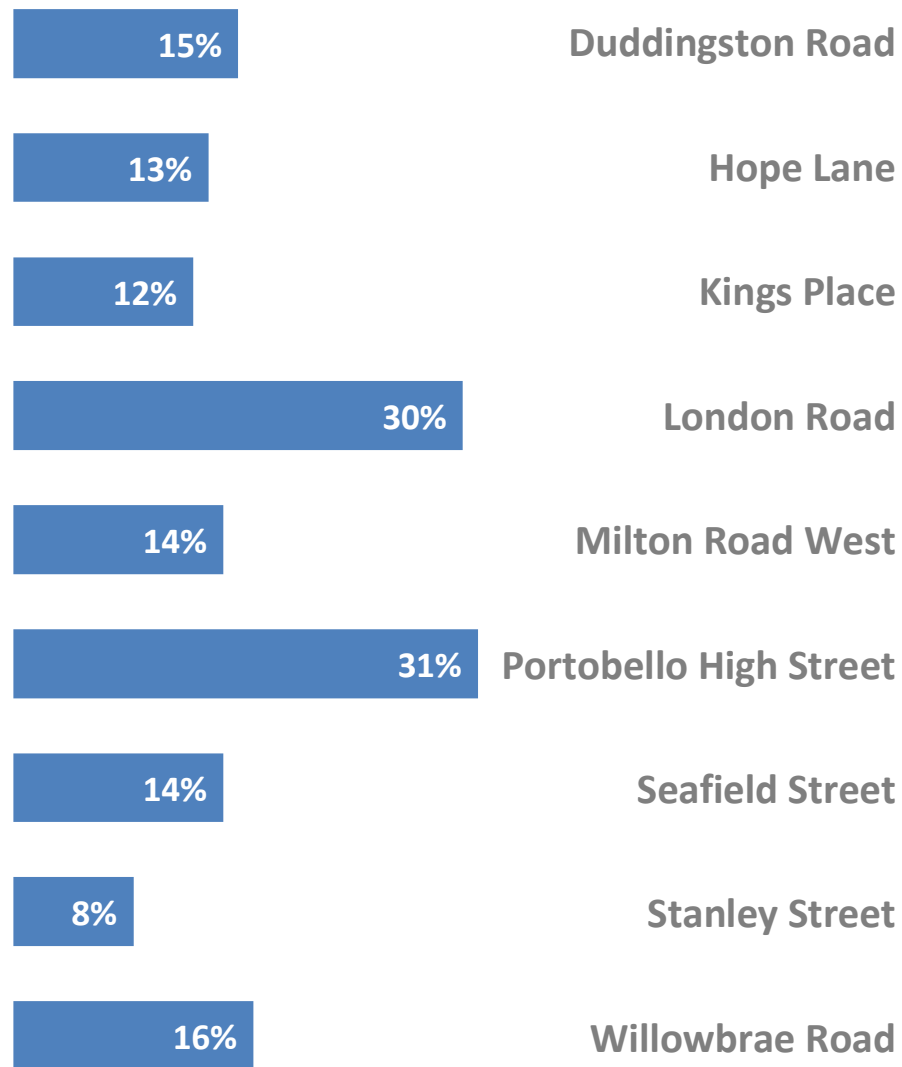 15% Duddingston Road
13% Hope Lane
12% Kings Place
30% London Road
14% Milton Road West
31% Portobello High Street
14% Seafield Street
8% Stanley Street
16% Willowbrae Road